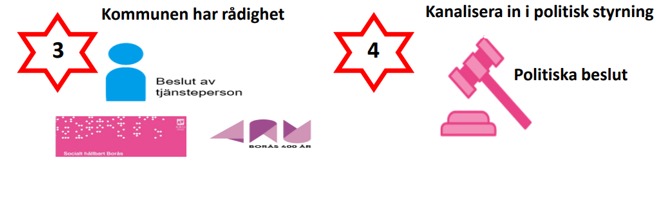 Kommunen har rådighet
3
Beslut av
tjänsteperson
Socialt hållbart Borås
BORÅS 400 ÅR
Kanalisera in i politisk styrning
4
Politiska beslut